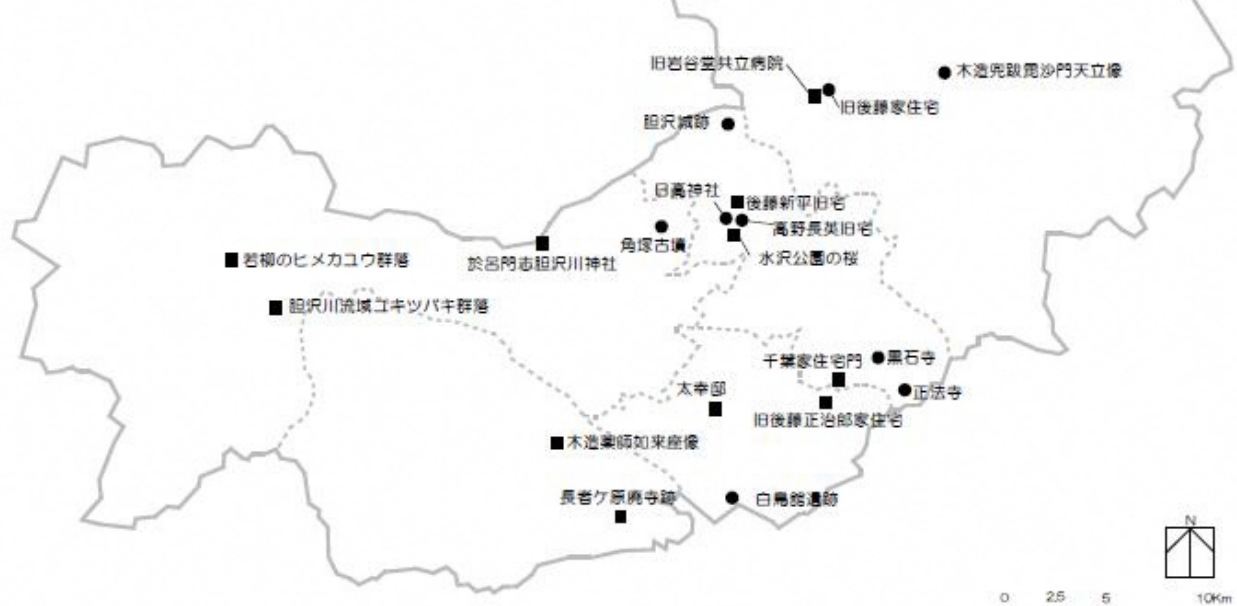 旧岩谷堂共立病院
木造兜跋毘沙門天立像
旧後藤家住宅
胆沢城跡
日高神社
後藤新平旧宅
高野長英旧宅
角塚古墳
水沢公園の桜
若柳のヒメカユウ群落
於呂閇志胆沢川神社
胆沢川流域ユキツバキ群落
千葉家住宅門
黒石寺
太幸邸
正法寺
旧後藤正治郎家住宅
木造薬師如来座像
長者ケ原廃寺跡
白鳥舘遺跡
N
0 2.5 5 10Km